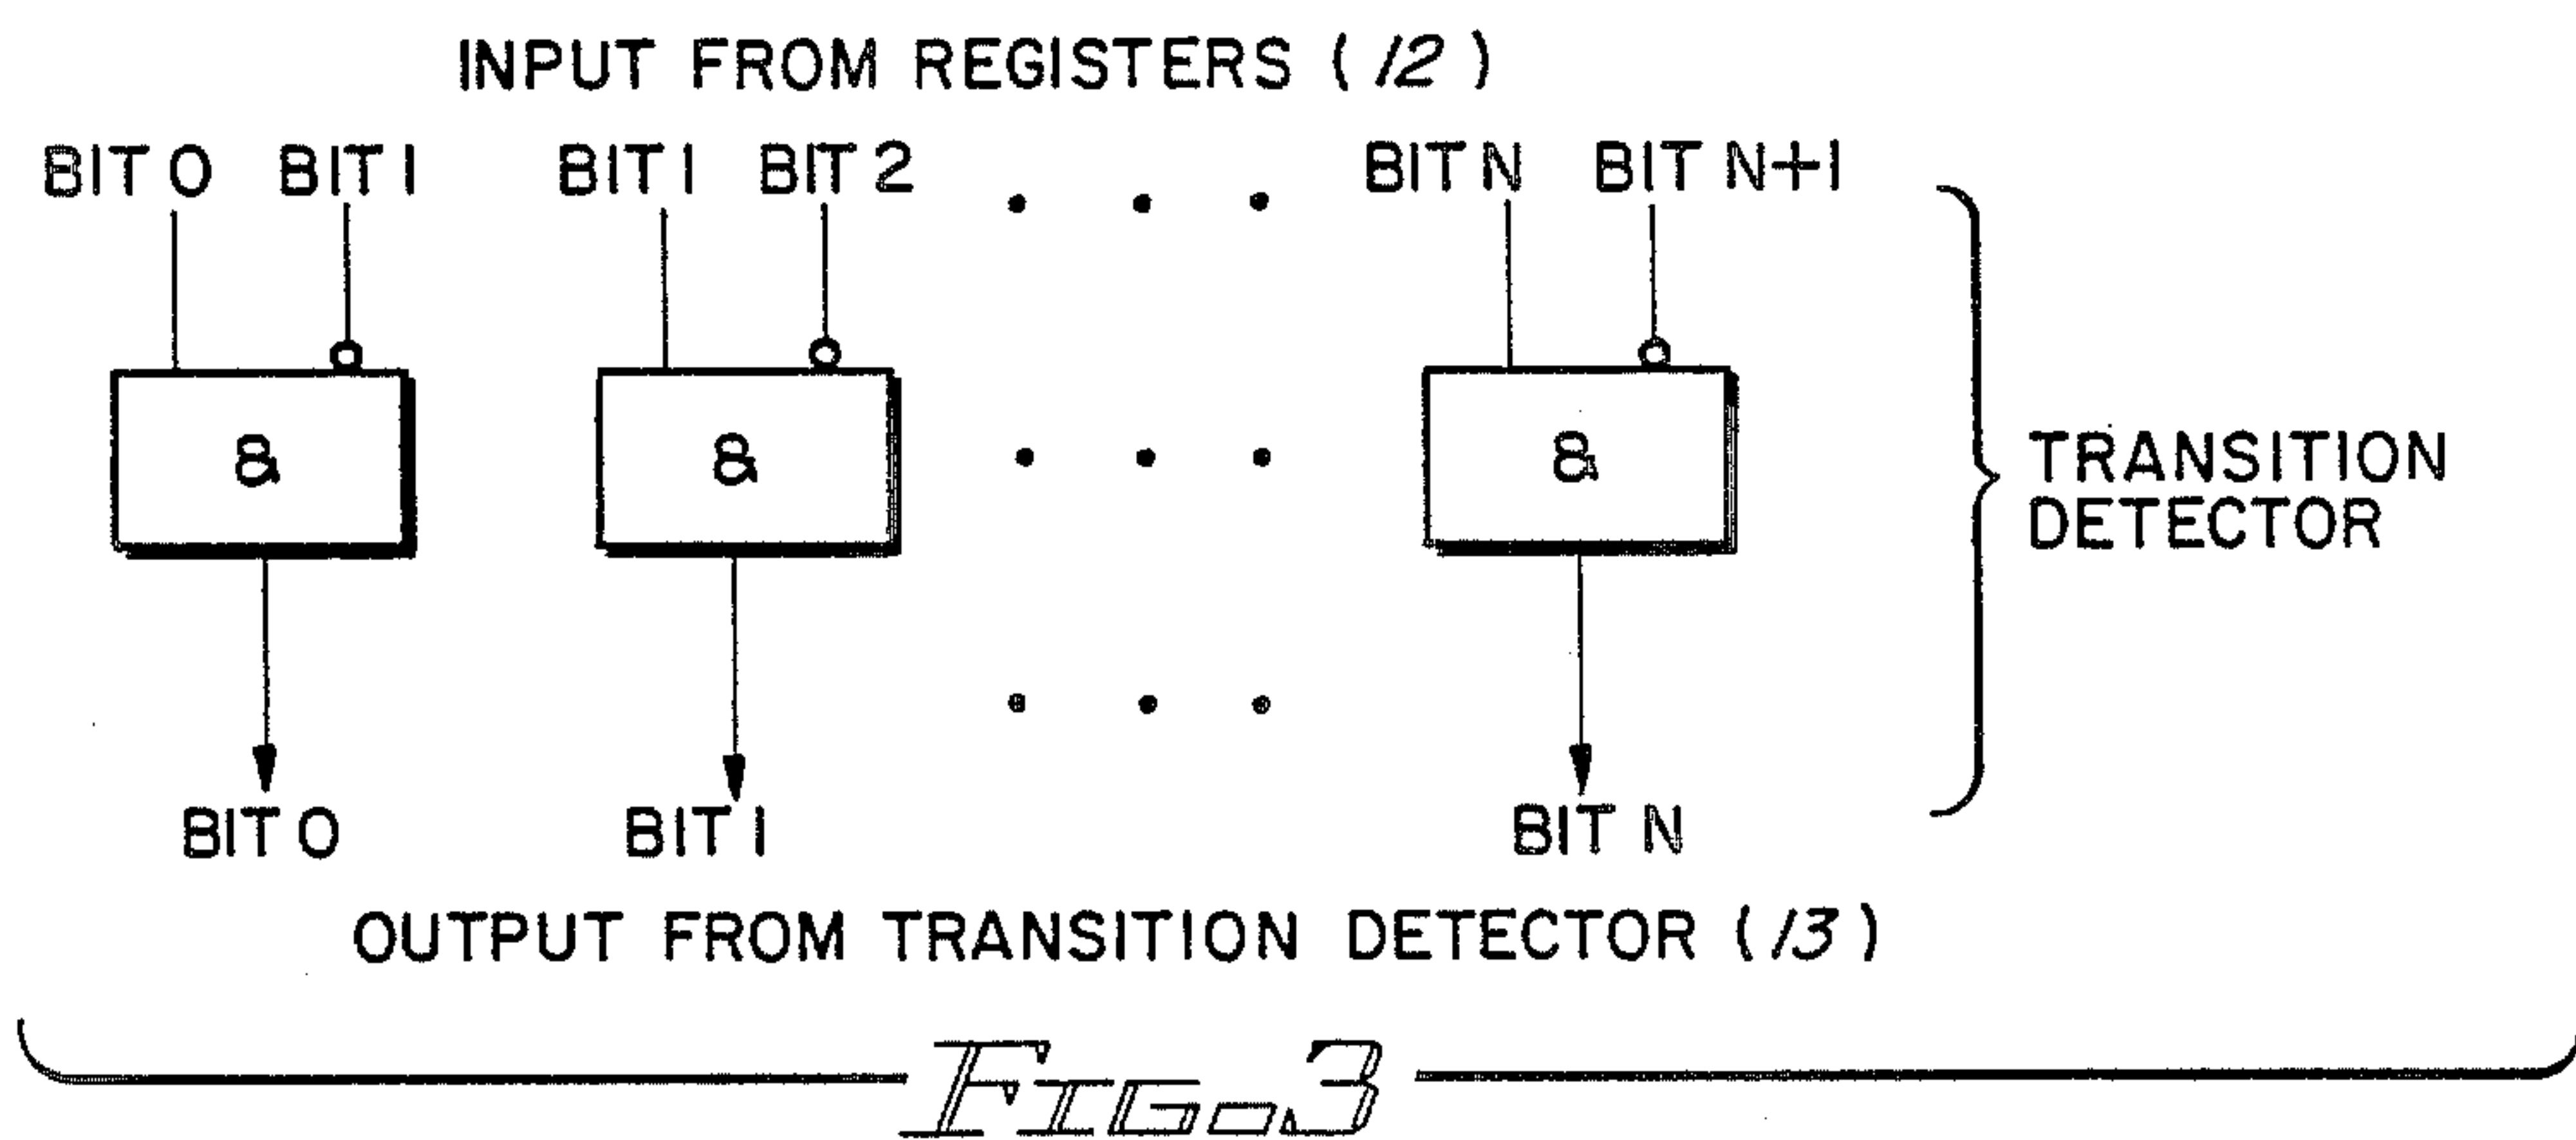 INPUT FROM REGISTERS (12)
BIT 0 BIT 1 BIT 1 BIT 2 BIT N BIT N+1
& & &
TRANSITION
DETECTOR
BIT 0 BIT 1 BIT N
OUTPUT FROM TRANSITION DETECTOR (13)
FIG. 3